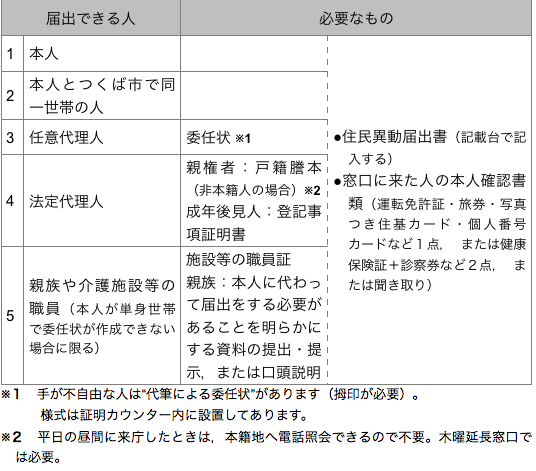 届出できる人
必要なもの
1
本人
2
本人とつくば市で同
一世帯の人
3
任意代理人
委任状 ※1
4
法定代理人
親権者：戸籍謄本
（非本籍人の場合）※2
成年後見人：登記事
項証明書
5
親族や介護施設等の
職員（本人が単身世帯
で委任状が作成できない
場合に限る）
施設等の職員証
親族：本人に代わっ
て届出をする必要が
あることを明らかに
する資料の提出・提
示，または口頭説明
●住民異動届出書（記載台で記
入する）
●窓口に来た人の本人確認書
類（運転免許証・旅券・写真
つき住基カード・個人番号
カードなど１点，または健康
保険証＋診察券など２点，ま
たは聞き取り）
※１　手が不自由な人は“代筆による委任状”があります（拇印が必要）。
様式は証明カウンター内に設置してあります。
※２　平日の昼間に来庁したときは，本籍地へ電話照会できるので不要。木曜延長窓口で
は必要。